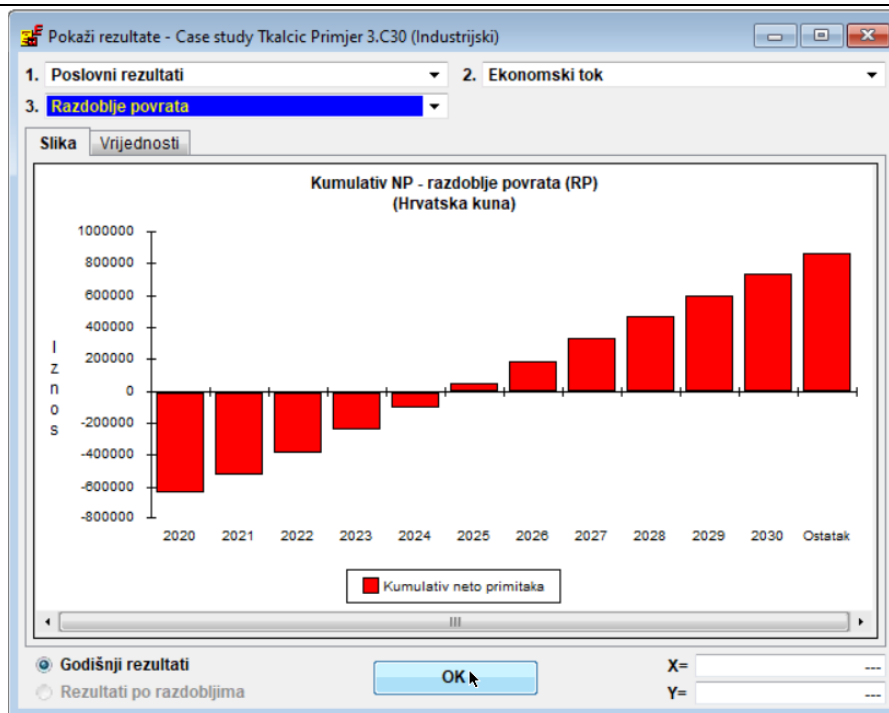 Pokaži rezultate - Case study Tkalcic Primjer 3.C30 (Industrijski)
1. Poslovni rezultati
2. Ekonomski tok
3. Razdoblje povrata
Slika
Vrijednosti
Kumulativ NP - razdoblje povrata (RP)
(Hrvatska kuna)
Iznos
1000000
800000
600000
400000
200000
0
-200000
-400000
-600000
-800000
2020 2021 2022 2023 2024 2025 2026 2027 2028 2029 2030 Ostatak
Kumulativ neto primitaka
Godišnji rezultati
Rezultati po razdobljima
OK
X= ---
Y= ---